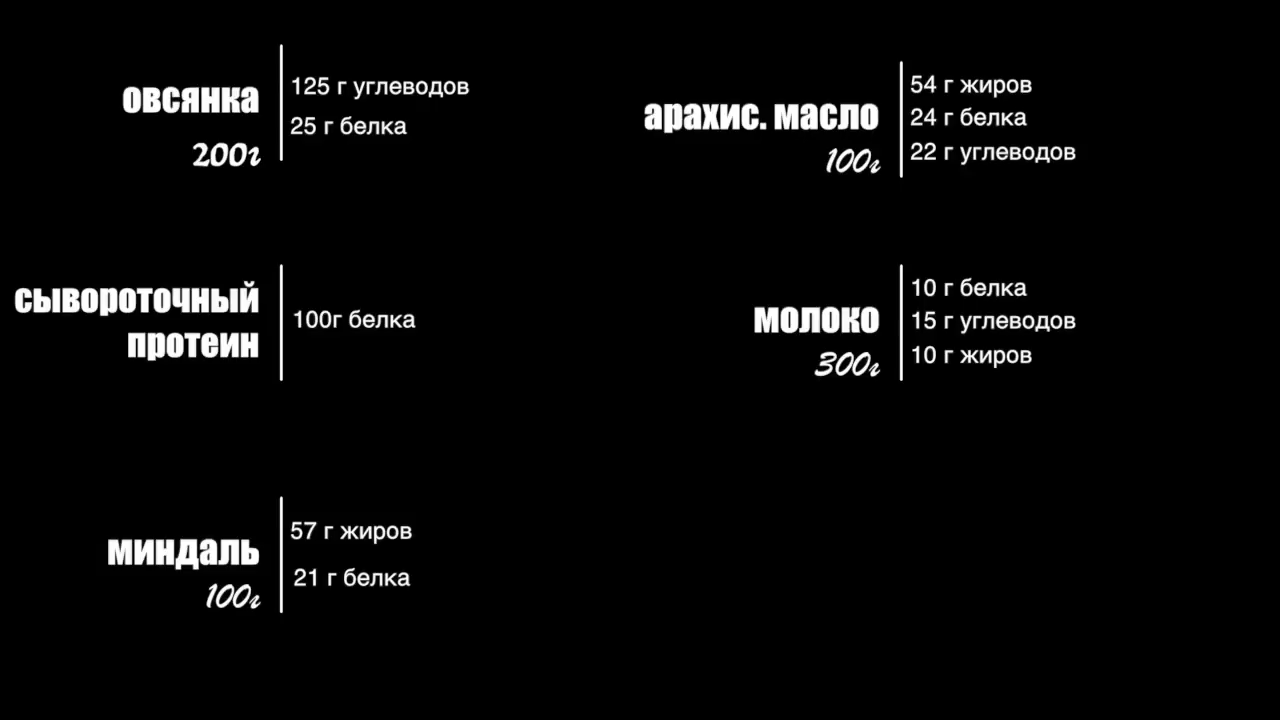 овсянка
200г
125 г углеводов
25 г белка
арахис. масло
100г
54 г жиров
24 г белка
22 г углеводов
сывороточный
протеин
100г белка
молоко
300г
10 г белка
15 г углеводов
10 г жиров
миндаль
100г
57 г жиров
21 г белка